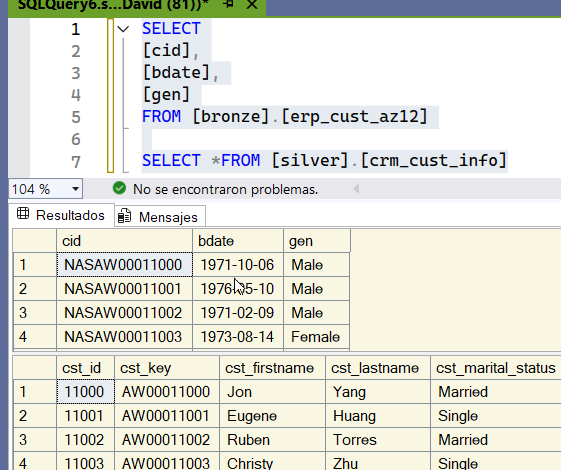 SQLQuery6.s...David (81))*
1 SELECT
2 [cid],
3 [bdate],
4 [gen]
5 FROM [bronze].[erp_cust_az12]
6
7 SELECT *FROM [silver].[crm_cust_info]
104 % No se encontraron problemas.
Resultados Mensajes
cid bdate gen
1 NASAW00011000 1971-10-06 Male
2 NASAW00011001 1976-05-10 Male
3 NASAW00011002 1971-02-09 Male
4 NASAW00011003 1973-08-14 Female
cst_id cst_key cst_firstname cst_lastname cst_marital_status
1 11000 AW00011000 Jon Yang Married
2 11001 AW00011001 Eugene Huang Single
3 11002 AW00011002 Ruben Torres Married
4 11003 AW00011003 Christy Zhu Single